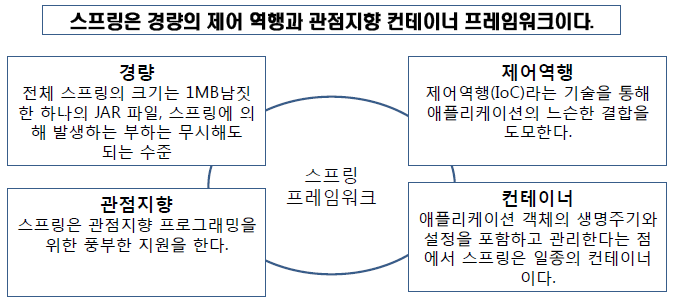 스프링은 경량의 제어 역행과 관점지향 컨테이너 프레임워크이다.
경량
전체 스프링의 크기는 1MB남짓
한 하나의 JAR 파일, 스프링에 의
해 발생하는 부하는 무시해도
되는 수준
제어역행
제어역행(IoC)라는 기술을 통해
애플리케이션의 느슨한 결합을
도모한다.
스프링
프레임워크
관점지향
스프링은 관점지향 프로그래밍을
위한 풍부한 지원을 한다.
컨테이너
애플리케이션 객체의 생명주기와
설정을 포함하고 관리한다는 점
에서 스프링은 일종의 컨테이너
이다.